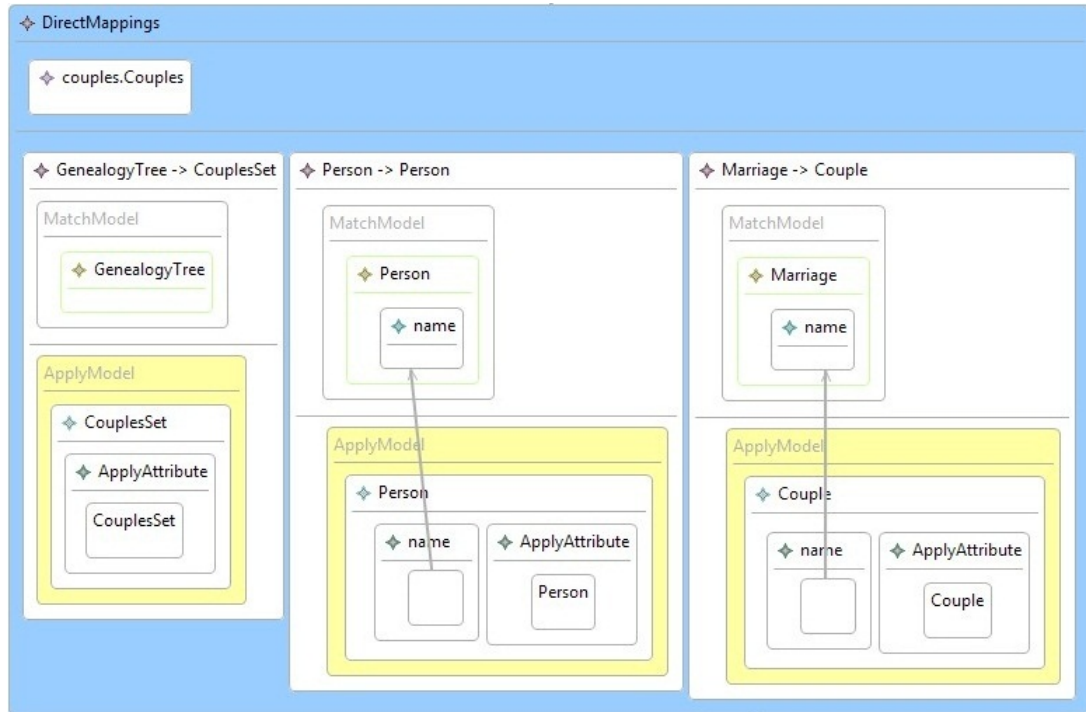 DirectMappings
couples.Couples
GenealogyTree -> CouplesSet
MatchModel
GenealogyTree
ApplyModel
CouplesSet
ApplyAttribute
CouplesSet
Person -> Person
MatchModel
Person
name
ApplyModel
Person
name
ApplyAttribute
Person
Marriage -> Couple
MatchModel
Marriage
name
ApplyModel
Couple
name
ApplyAttribute
Couple